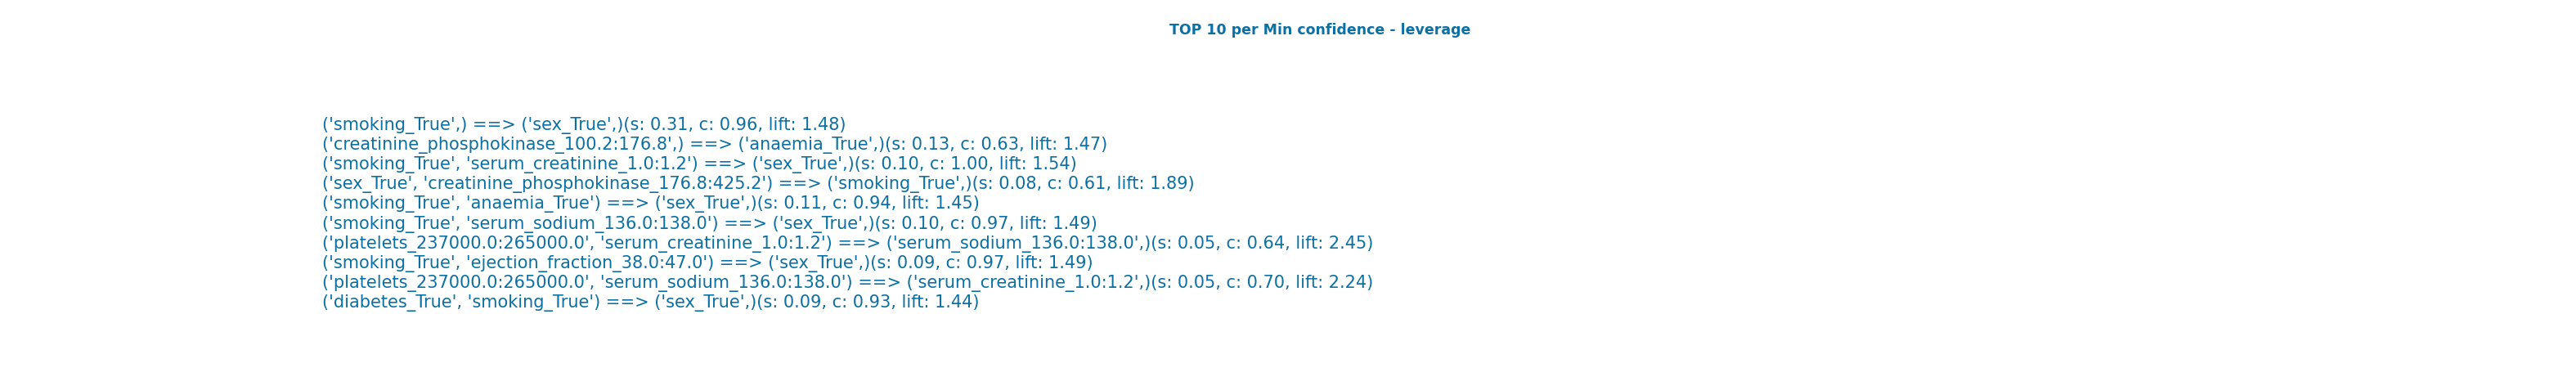 TOP 10 per Min confidence - leverage
('smoking_True',) ==> ('sex_True',)(s: 0.31, c: 0.96, lift: 1.48)
('creatinine_phosphokinase_100.2:176.8',) ==> ('anaemia_True',)(s: 0.13, c: 0.63, lift: 1.47)
('smoking_True', 'serum_creatinine_1.0:1.2') ==> ('sex_True',)(s: 0.10, c: 1.00, lift: 1.54)
('sex_True', 'creatinine_phosphokinase_176.8:425.2') ==> ('smoking_True',)(s: 0.08, c: 0.61, lift: 1.89)
('smoking_True', 'anaemia_True') ==> ('sex_True',)(s: 0.11, c: 0.94, lift: 1.45)
('smoking_True', 'serum_sodium_136.0:138.0') ==> ('sex_True',)(s: 0.10, c: 0.97, lift: 1.49)
('platelets_237000.0:265000.0', 'serum_creatinine_1.0:1.2') ==> ('serum_sodium_136.0:138.0',)(s: 0.05, c: 0.64, lift: 2.45)
('smoking_True', 'ejection_fraction_38.0:47.0') ==> ('sex_True',)(s: 0.09, c: 0.97, lift: 1.49)
('platelets_237000.0:265000.0', 'serum_sodium_136.0:138.0') ==> ('serum_creatinine_1.0:1.2',)(s: 0.05, c: 0.70, lift: 2.24)
('diabetes_True', 'smoking_True') ==> ('sex_True',)(s: 0.09, c: 0.93, lift: 1.44)